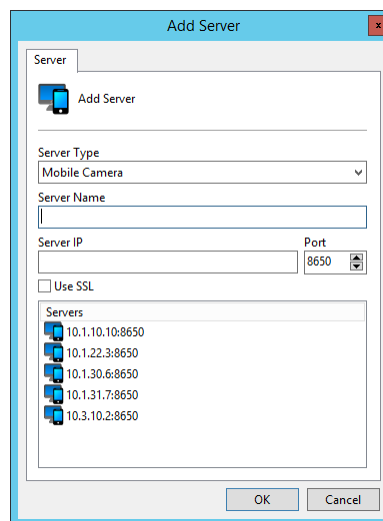 Add Server
x
Server
Add Server
Server Type
Mobile Camera
Server Name
Server IP Port
8650
Use SSL
Servers
10.1.10.10:8650
10.1.22.3:8650
10.1.30.6:8650
10.1.31.7:8650
10.3.10.2:8650
OK Cancel